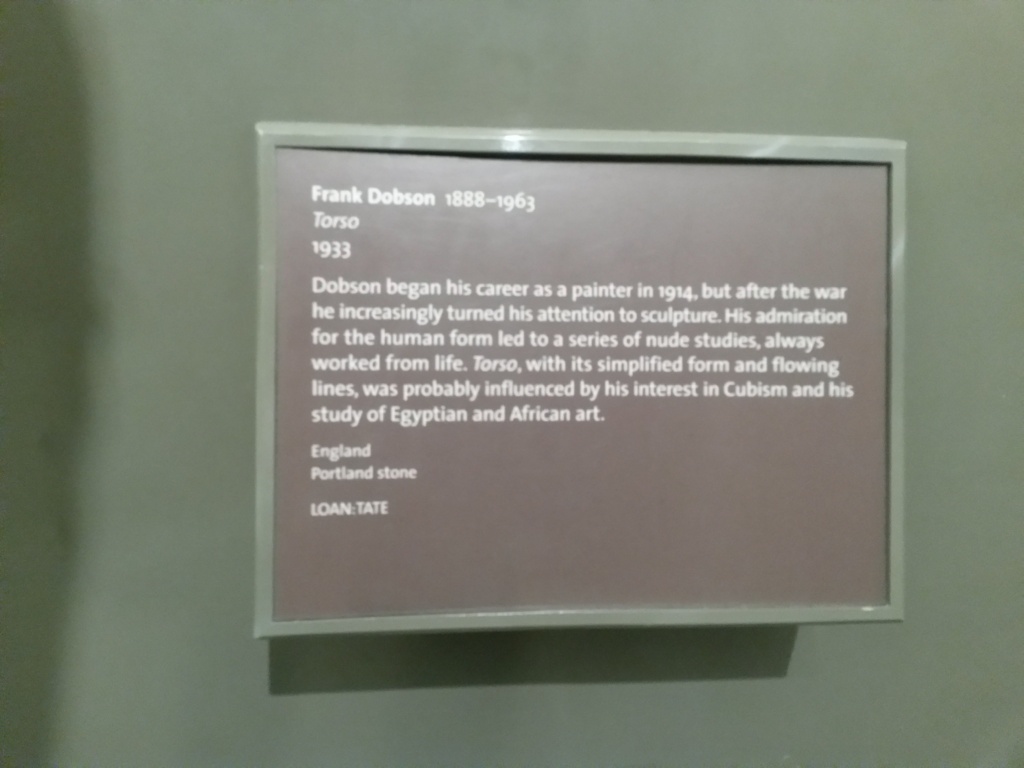 Frank Dobson 1888–1963
Torso
1933
Dobson began his career as a painter in 1914, but after the war
he increasingly turned his attention to sculpture. His admiration
for the human form led to a series of nude studies, always
worked from life. Torso, with its simplified form and flowing
lines, was probably influenced by his interest in Cubism and his
study of Egyptian and African art.
England
Portland stone
LOAN:TATE